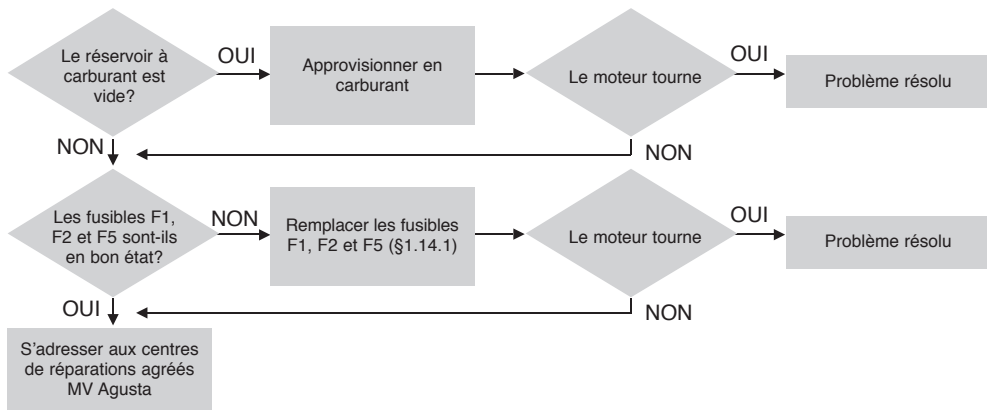 Le réservoir à
carburant est
vide?
OUI
Approvisionner en
carburant
Le moteur tourne
OUI
Problème résolu
NON
NON
Les fusibles F1,
F2 et F5 sont-ils
en bon état?
NON
Remplacer les fusibles
F1, F2 et F5 (§1.14.1)
Le moteur tourne
OUI
Problème résolu
OUI
NON
S'adresser aux centres
de réparations agréés
MV Agusta